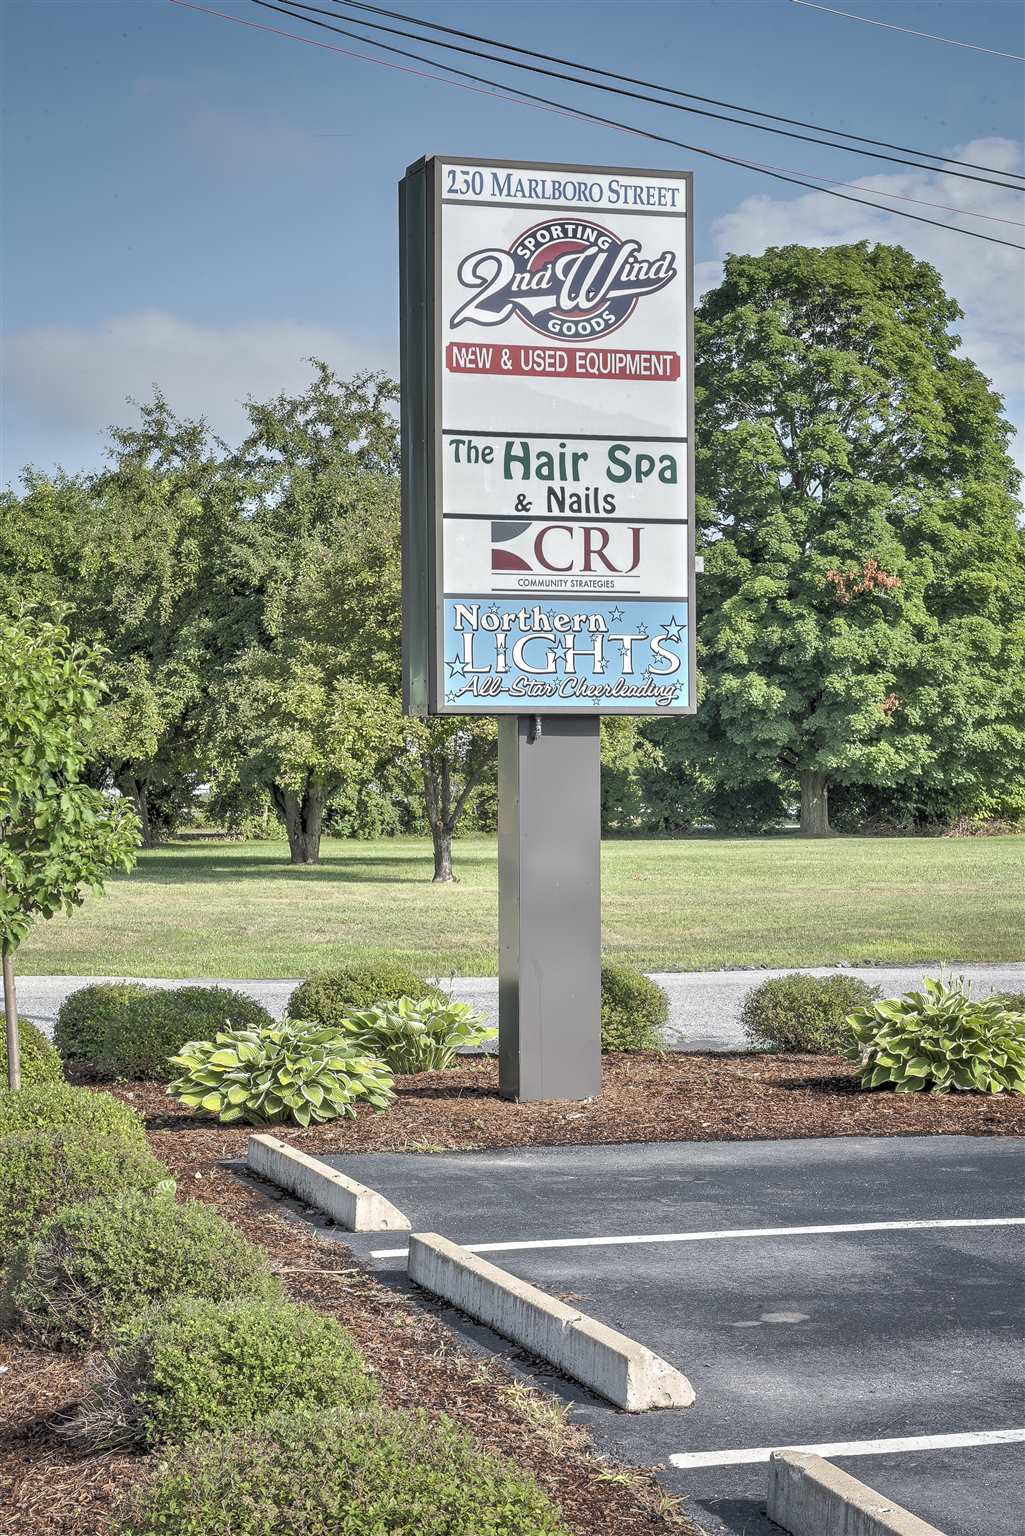 250 MARLBORO STREET
SPORTING
2nd Wind
GOODS
NEW & USED EQUIPMENT
The Hair Spa
& Nails
CRJ
COMMUNITY STRATEGIES
Northern
LIGHTS
All-Star Cheerleading